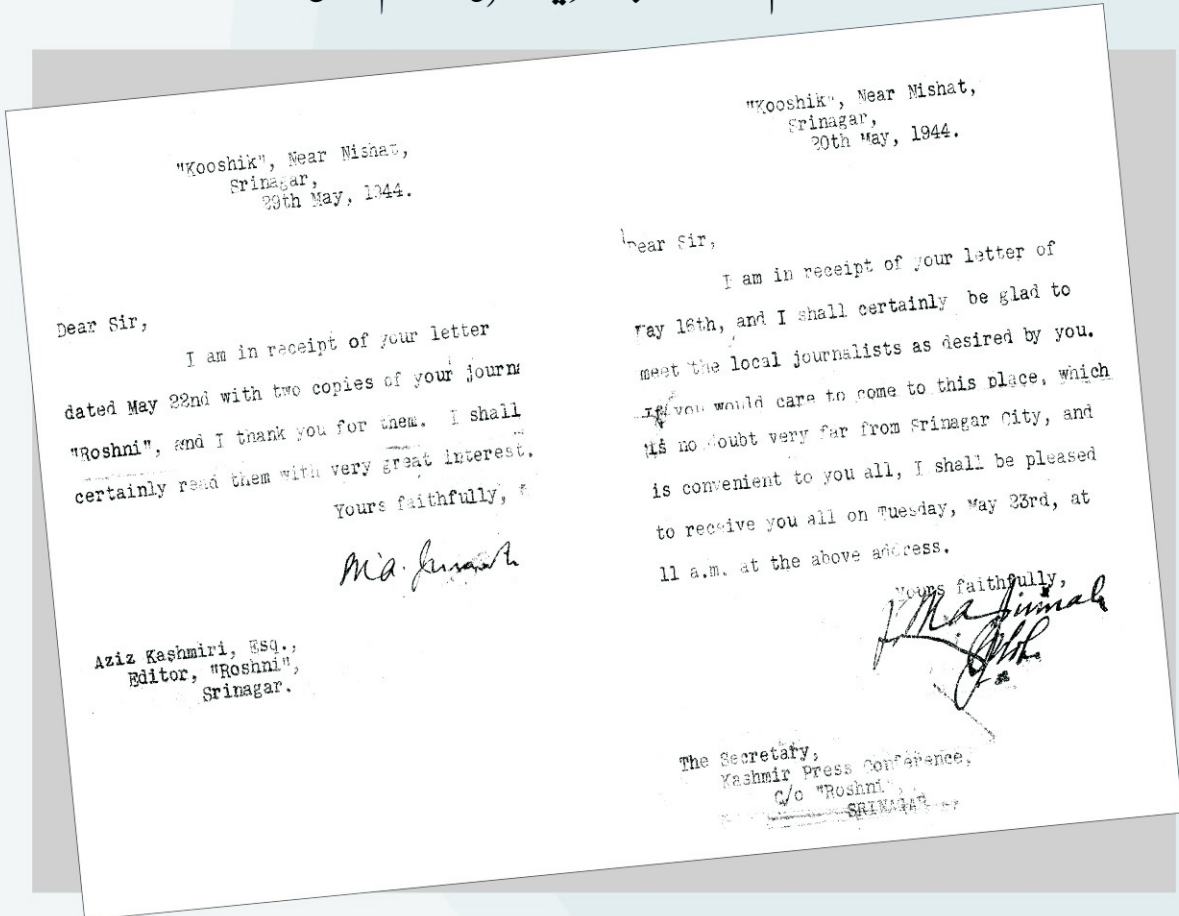 "Kooshik", Near Nishat,
Srinagar,
29th May, 1944.
Dear Sir,
I am in receipt of your letter
dated May 22nd with two copies of your journa
"Roshni", and I thank you for them. I shall
certainly read them with very great interest.
Yours faithfully,
M.A. Jinnah
Aziz Kashmiri, Esq.,
Editor, "Roshni",
Srinagar.
"Kooshik", Near Nishat,
Srinagar,
20th May, 1944.
Dear Sir,
I am in receipt of your letter of
May 16th, and I shall certainly be glad to
meet the local journalists as desired by you.
If you would care to come to this place, which
is no doubt very far from Srinagar City, and
is convenient to you all, I shall be pleased
to receive you all on Tuesday, May 23rd, at
11 a.m. at the above address.
Yours faithfully,
M A Jinnah
The Secretary,
Kashmir Press Conference,
C/o "Roshni",
SRINAGAR